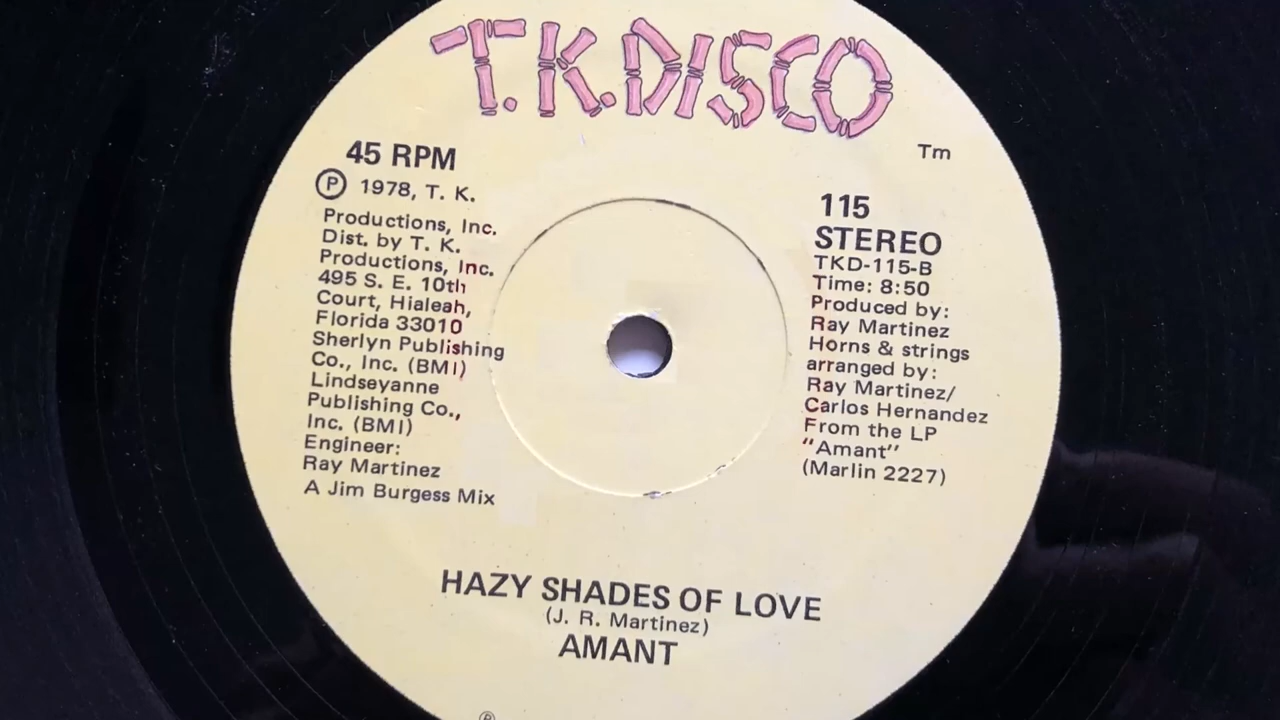 T.K.DISCO
Tm
45 RPM
Ⓟ 1978, T. K.
Productions, Inc.
Dist. by T. K.
Productions, Inc.
495 S. E. 10th
Court, Hialeah,
Florida 33010
Sherlyn Publishing
Co., Inc. (BMI)
Lindseyanne
Publishing Co.,
Inc. (BMI)
Engineer:
Ray Martinez
A Jim Burgess Mix
115
STEREO
TKD-115-B
Time: 8:50
Produced by:
Ray Martinez
Horns & strings
arranged by:
Ray Martinez/
Carlos Hernandez
From the LP
"Amant"
(Marlin 2227)
HAZY SHADES OF LOVE
(J. R. Martinez)
AMANT
®